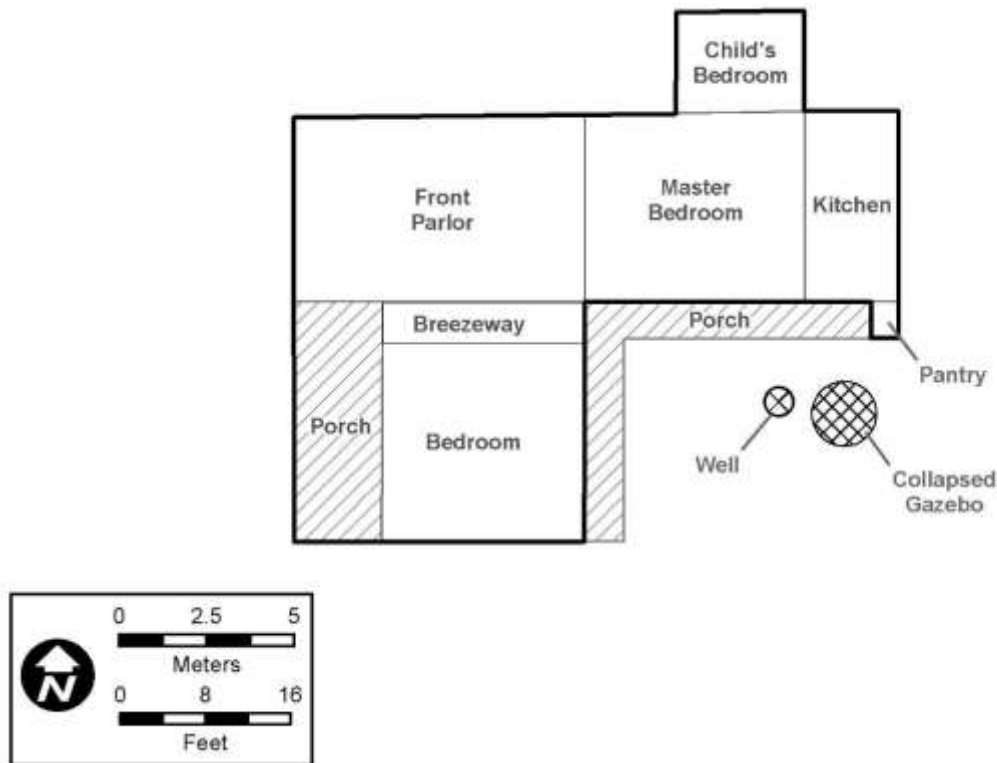 Child's
Bedroom
Front
Parlor
Master
Bedroom
Kitchen
Breezeway
Porch
Pantry
Porch
Bedroom
Well
Collapsed
Gazebo
0 2.5 5
Meters
0 8 16
Feet
N